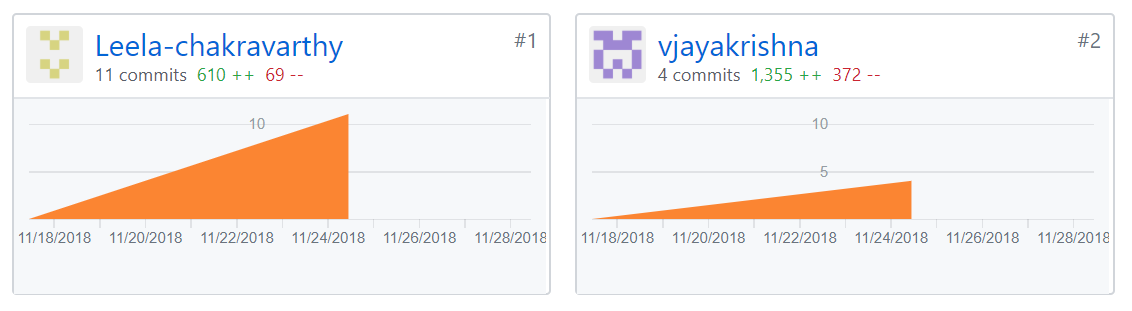 Leela-chakravarthy #1
11 commits 610 ++ 69 --
10
11/18/2018 11/20/2018 11/22/2018 11/24/2018 11/26/2018 11/28/2018
vjayakrishna #2
4 commits 1,355 ++ 372 --
10
5
11/18/2018 11/20/2018 11/22/2018 11/24/2018 11/26/2018 11/28/2018